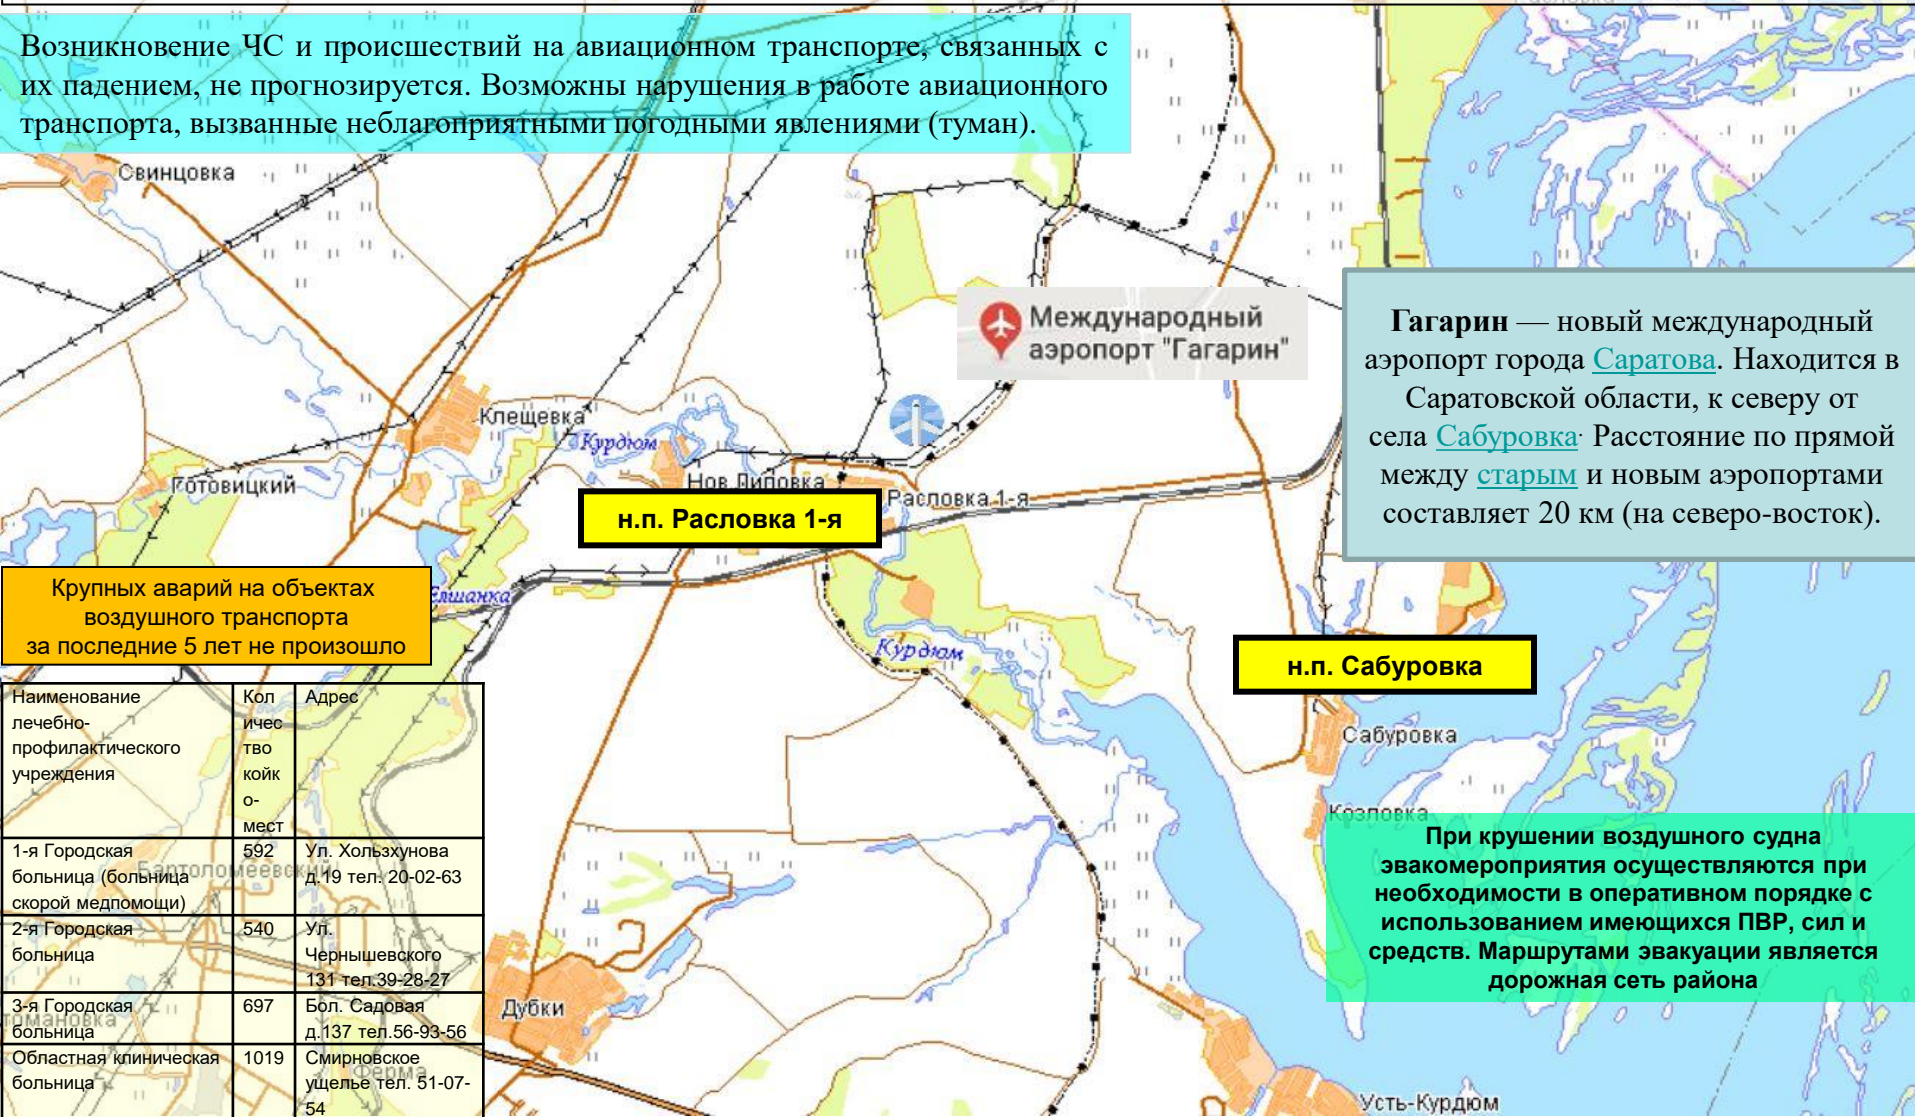 Возникновение ЧС и происшествий на авиационном транспорте, связанных с
их падением, не прогнозируется. Возможны нарушения в работе авиационного
транспорта, вызванные неблагоприятными погодными явлениями (туман).
Свинцовка
Международный
аэропорт "Гагарин"
Гагарин — новый международный
аэропорт города Саратова. Находится в
Саратовской области, к северу от
села Сабуровка. Расстояние по прямой
между старым и новым аэропортами
составляет 20 км (на северо-восток).
Клещевка
Курдюм
Готовицкий
Нов Липовка
Расловка 1-я
н.п. Расловка 1-я
Крупных аварий на объектах
воздушного транспорта
за последние 5 лет не произошло
Елшанка
Курдюм
н.п. Сабуровка
Сабуровка
Козловка
При крушении воздушного судна
эвакомероприятия осуществляются при
необходимости в оперативном порядке с
использованием имеющихся ПВР, сил и
средств. Маршрутами эвакуации является
дорожная сеть района
Наименование
лечебно-
профилактического
учреждения
Кол
ичес
тво
койк
о-
мест
Адрес
1-я Городская
больница (больница
скорой медпомощи)
592
Ул. Хользхунова
д.19 тел. 20-02-63
Бартоломеевский
2-я Городская
больница
540
Ул.
Чернышевского
131 тел.39-28-27
3-я Городская
больница
697
Бол. Садовая
д.137 тел.56-93-56
Областная клиническая
больница
1019
Смирновское
ущелье тел. 51-07-
54
Ферма
Дубки
Усть-Курдюм